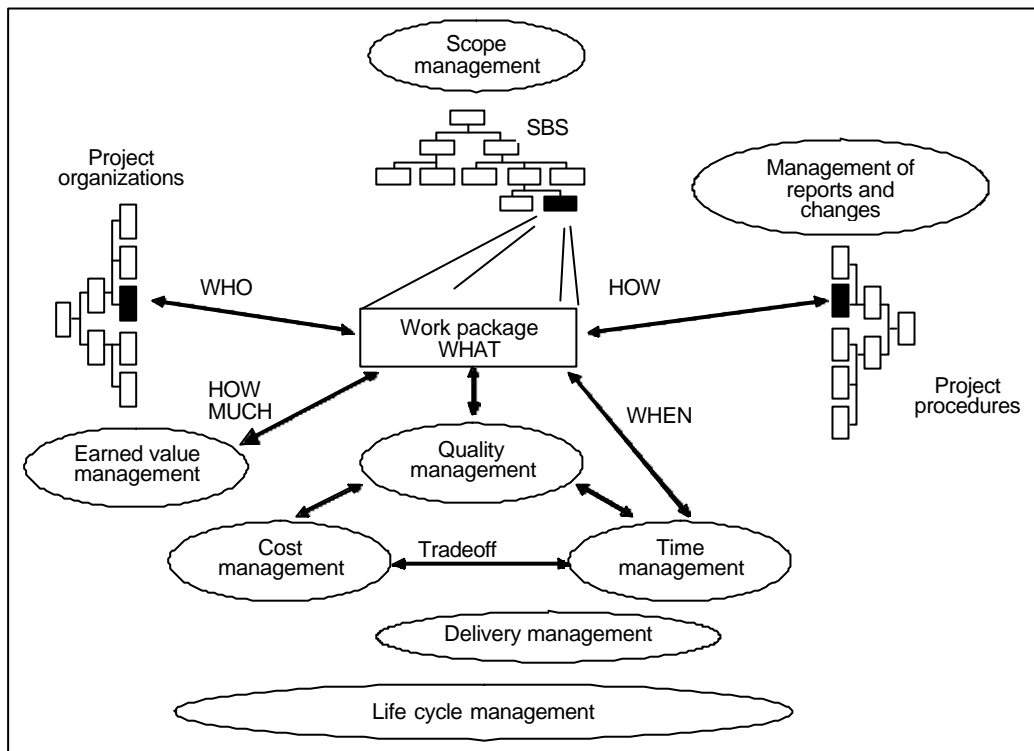 Scope
management
SBS
Project
organizations
Management of
reports and
changes
WHO
HOW
Work package
WHAT
HOW
MUCH
WHEN
Project
procedures
Earned value
management
Quality
management
Cost
management
Tradeoff
Time
management
Delivery management
Life cycle management